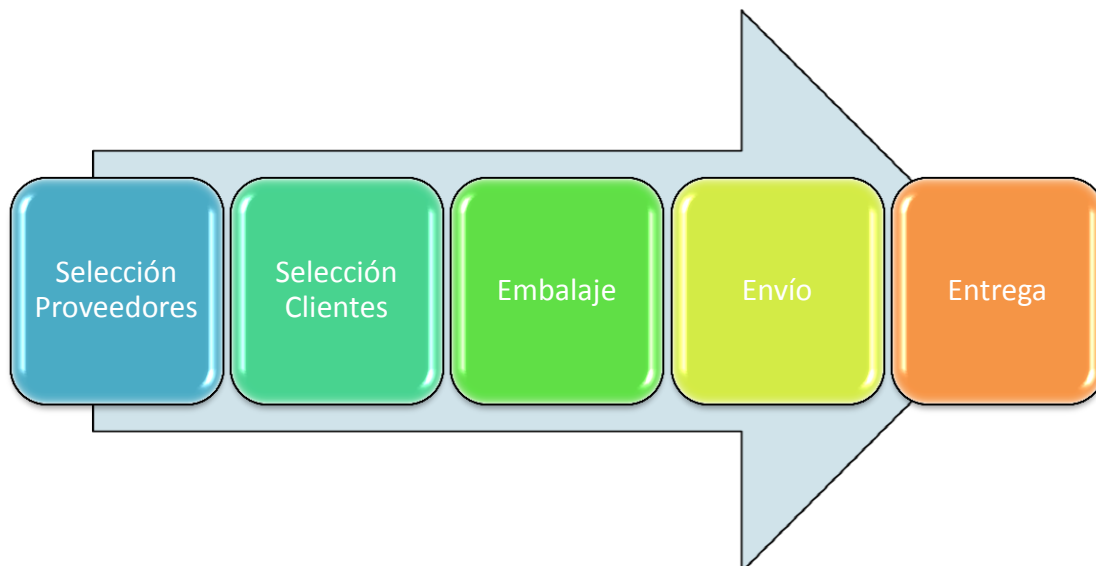 Selección
Proveedores
Selección
Clientes
Embalaje
Envío
Entrega